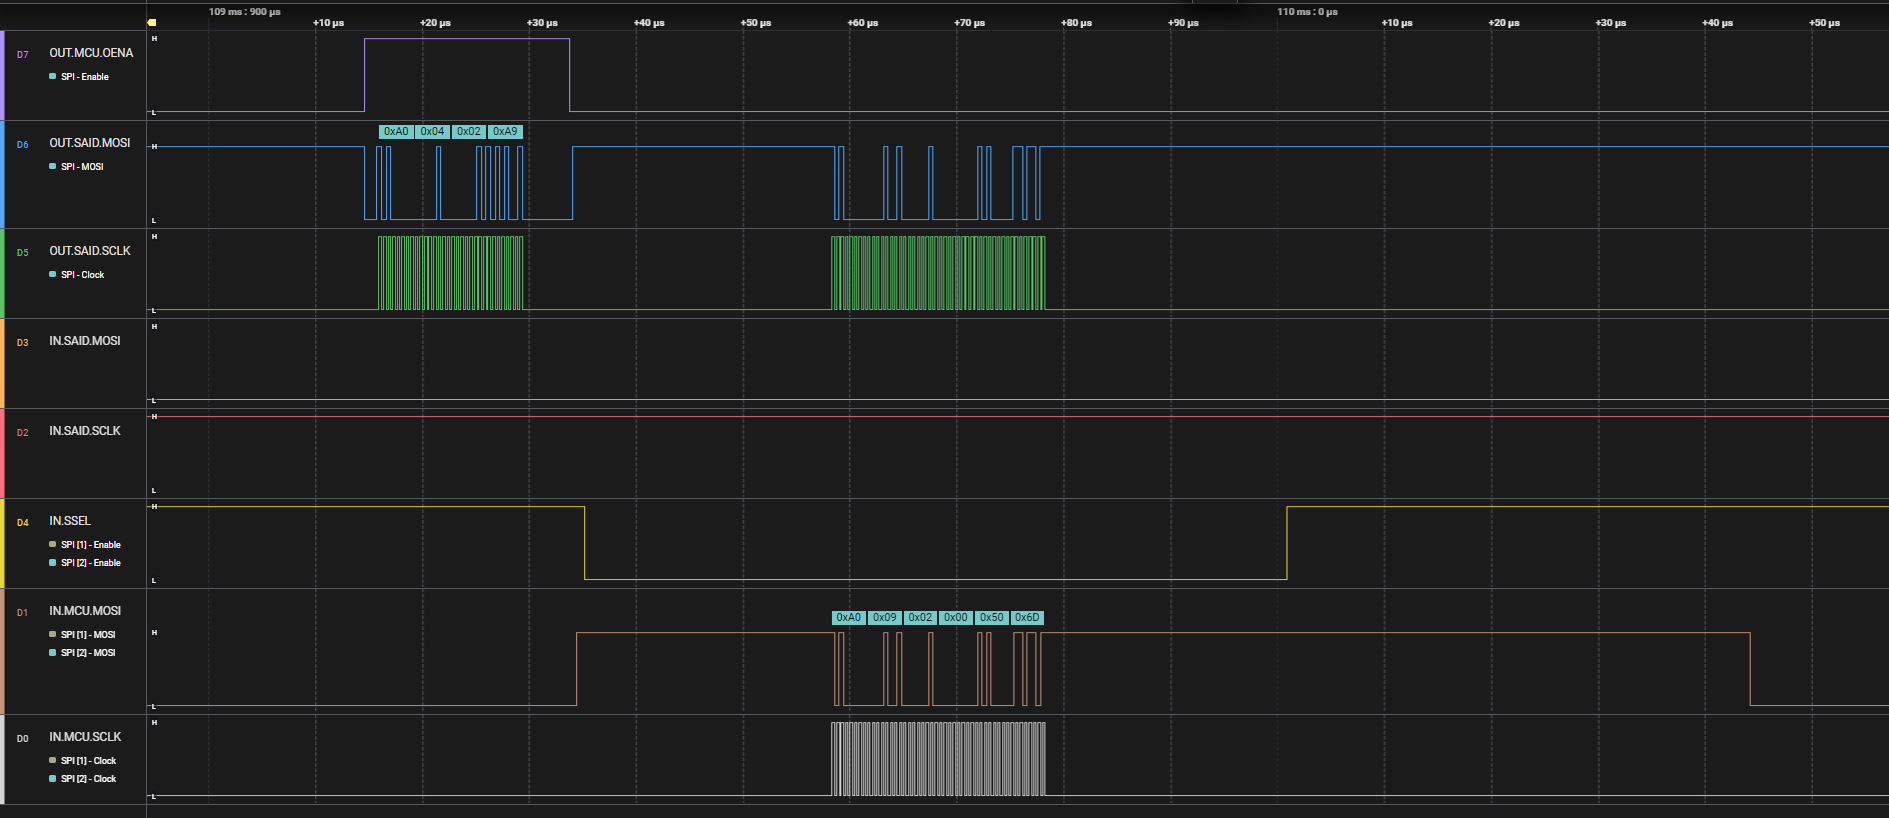 109 ms : 900 µs 110 ms : 0 µs
+10 µs +20 µs +30 µs +40 µs +50 µs +60 µs +70 µs +80 µs +90 µs +10 µs +20 µs +30 µs +40 µs +50 µs
H
D7 OUT.MCU.OENA
SPI - Enable
L
0xA0 0x04 0x02 0xA9
D6 OUT.SAID.MOSI
H
SPI - MOSI
L
H
D5 OUT.SAID.SCLK
SPI - Clock
L
H
D3 IN.SAID.MOSI
L
H
D2 IN.SAID.SCLK
L
H
D4 IN.SSEL
SPI [1] - Enable
SPI [2] - Enable
L
D1 IN.MCU.MOSI
0xA0 0x09 0x02 0x00 0x50 0x6D
SPI [1] - MOSI
H
SPI [2] - MOSI
L
H
D0 IN.MCU.SCLK
SPI [1] - Clock
SPI [2] - Clock
L